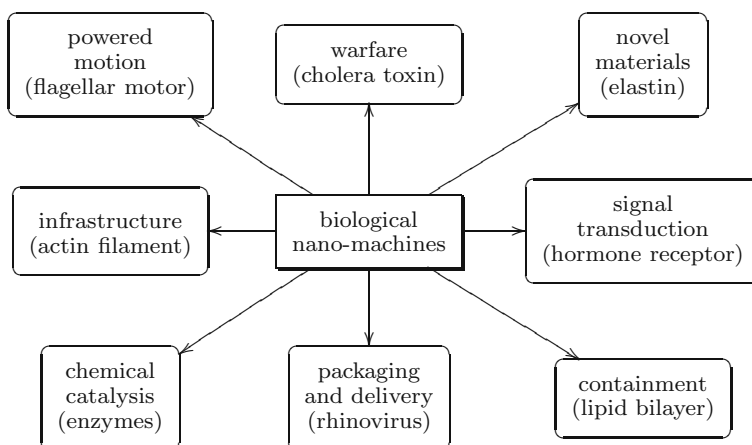 powered
motion
(flagellar motor)
warfare
(cholera toxin)
novel
materials
(elastin)
infrastructure
(actin filament)
biological
nano-machines
signal
transduction
(hormone receptor)
chemical
catalysis
(enzymes)
packaging
and delivery
(rhinovirus)
containment
(lipid bilayer)